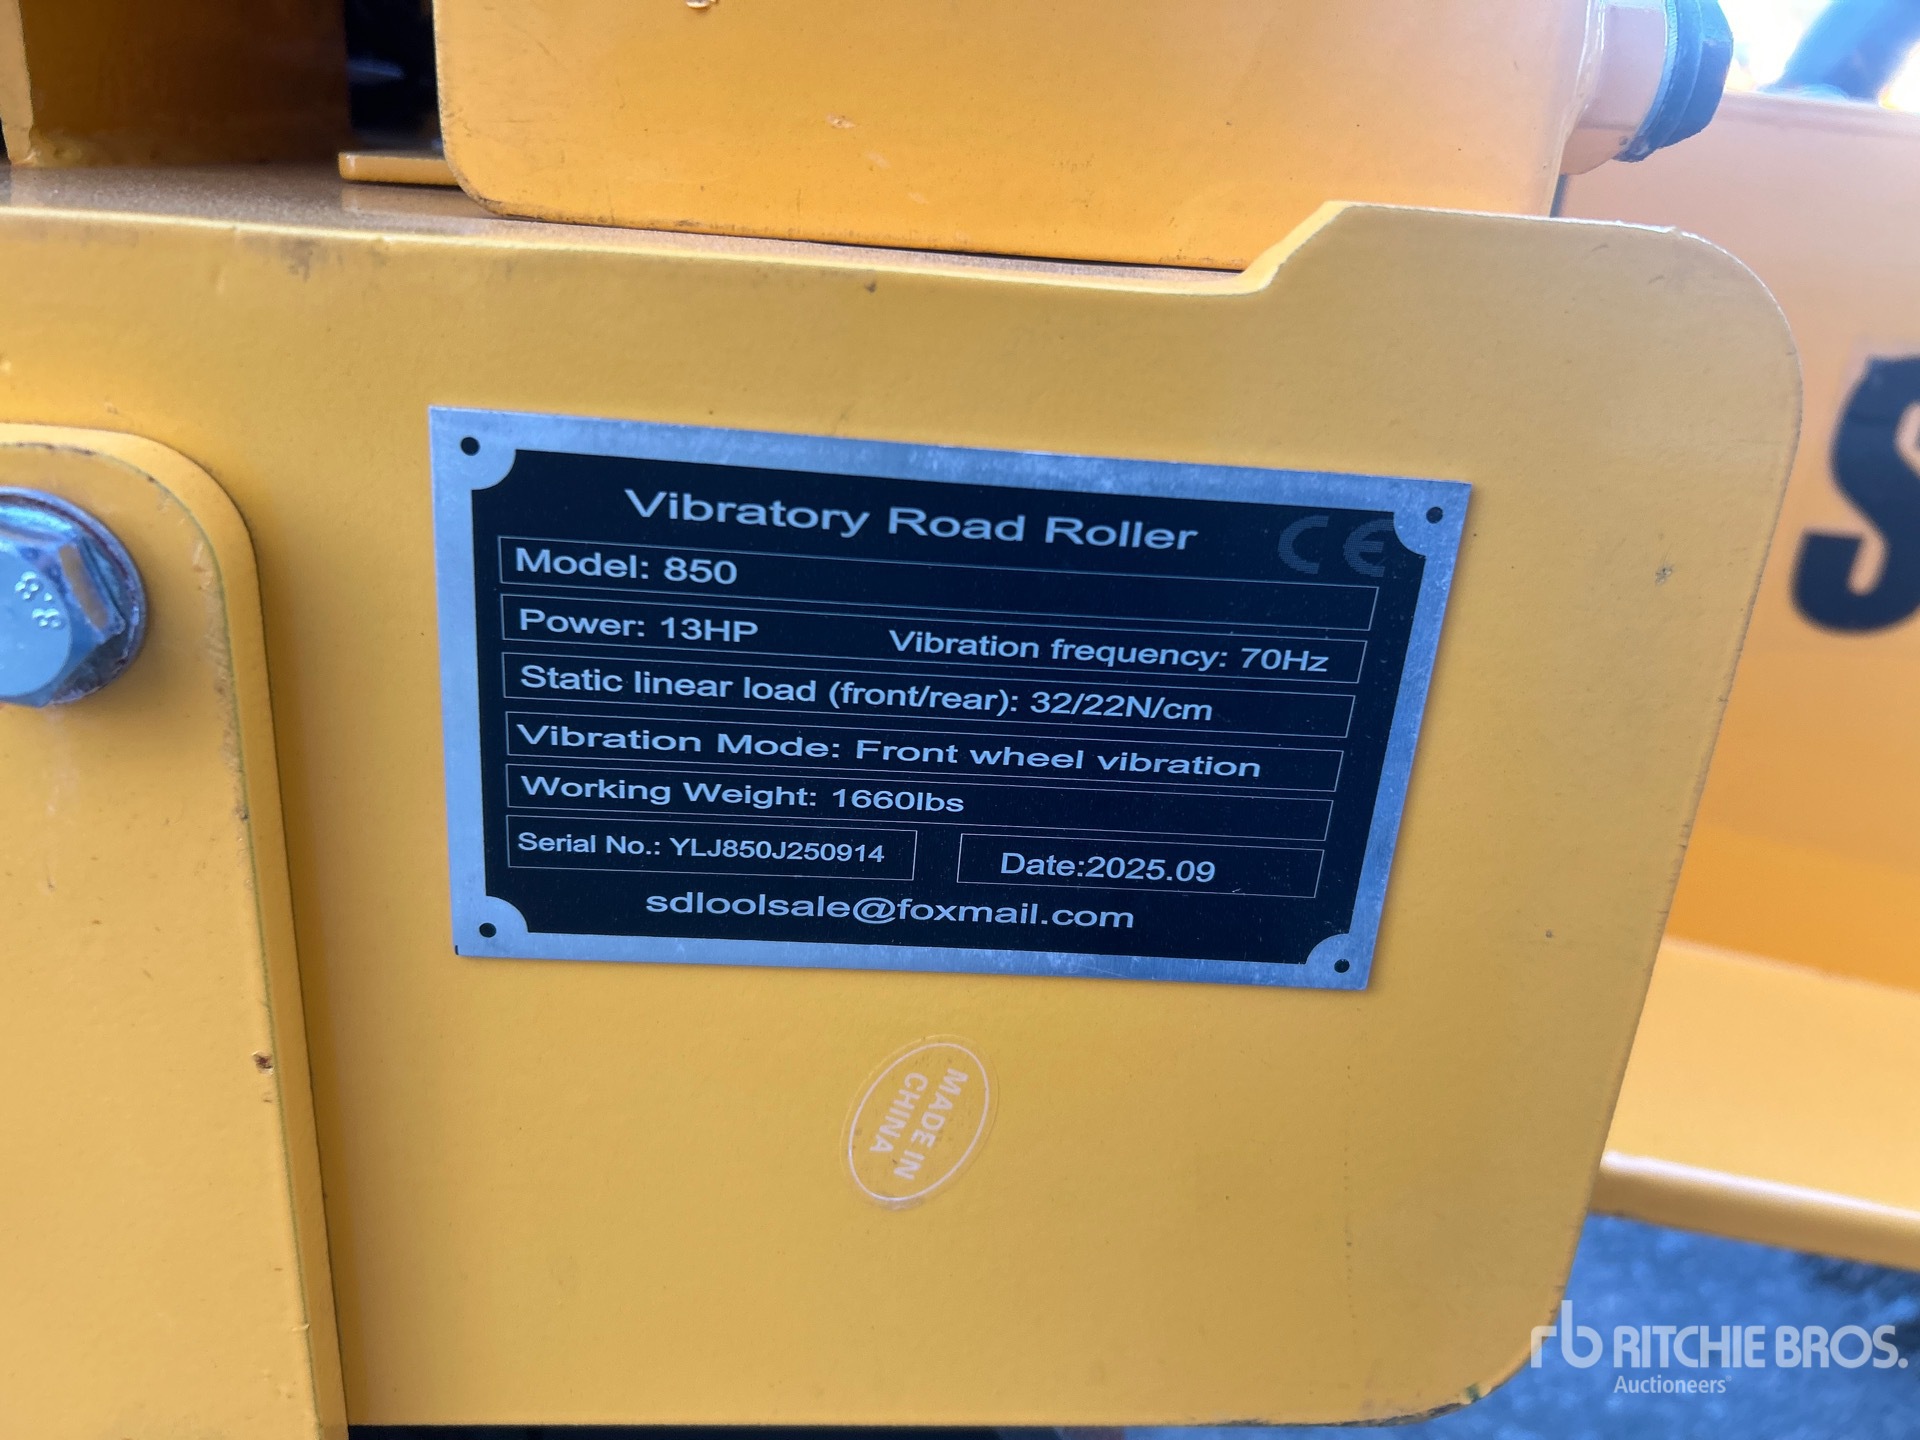 Vibratory Road Roller CE
Model: 850
Power: 13HP Vibration frequency: 70Hz
Static linear load (front/rear): 32/22N/cm
Vibration Mode: Front wheel vibration
Working Weight: 1660lbs
Serial No.: YLJ850J250914 Date:2025.09
sdloolsale@foxmail.com
MADE IN
CHINA
8.8
S
rb RITCHIE BROS.
Auctioneers